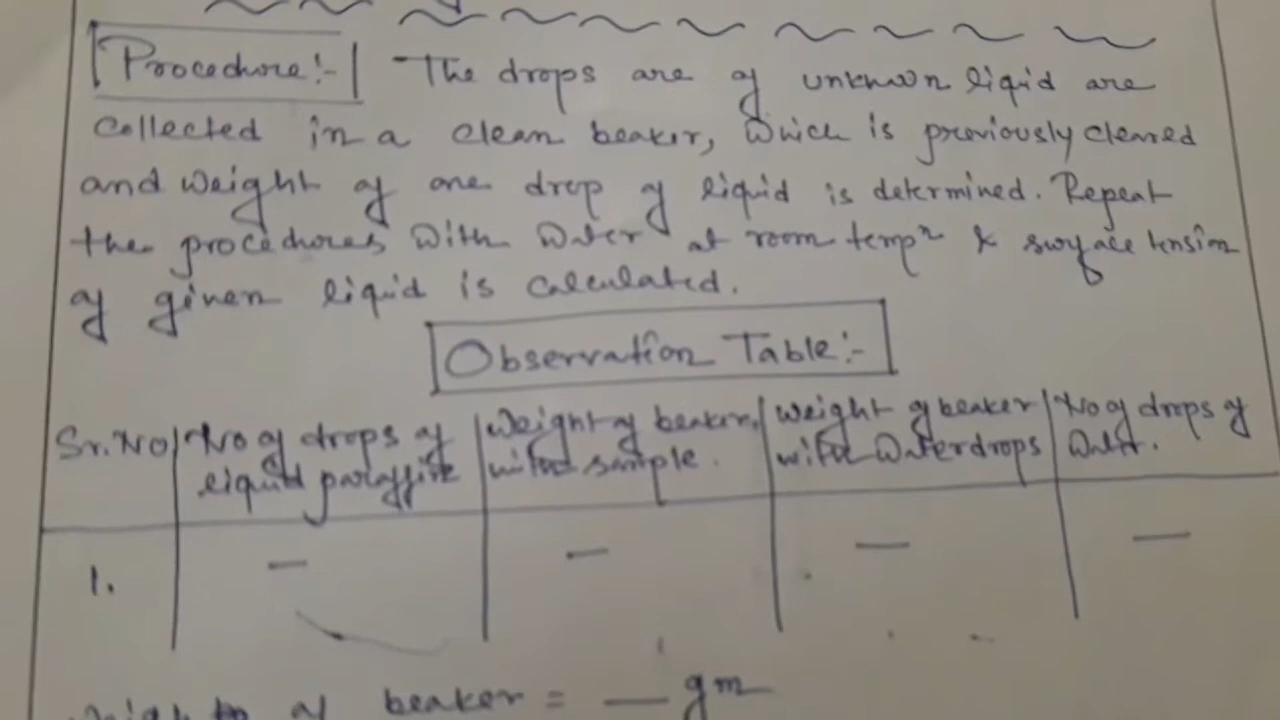 Procedure:- The drops are of unknown liquid are
collected in a clean beaker, which is previously cleaned
and weight of one drop of liquid is determined. Repeat
the procedures with water at room tempr & surface tension
of given liquid is calculated.
Observation Table:-
Sr. No | No of drops of liquid paraffin | Weight of beaker with sample. | Weight of beaker with waterdrops | No of drops of water.
1. | — | — | — | —
Weight of beaker = — gm